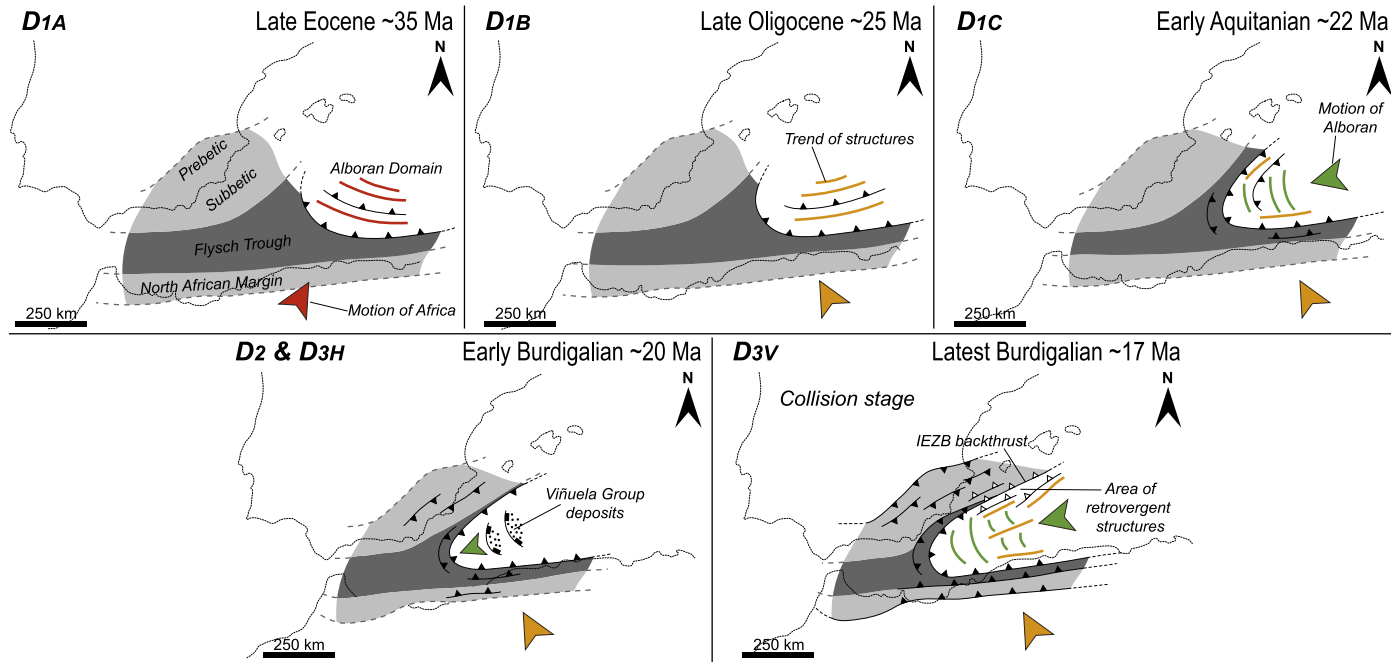 D1A
Late Eocene ~35 Ma
N
Prebetic
Subbetic
Alboran Domain
Flysch Trough
North African Margin
Motion of Africa
250 km
D1B
Late Oligocene ~25 Ma
N
Trend of structures
250 km
D1C
Early Aquitanian ~22 Ma
N
Motion of
Alboran
250 km
D2 & D3H
Early Burdigalian ~20 Ma
N
Viñuela Group
deposits
250 km
D3V
Latest Burdigalian ~17 Ma
N
Collision stage
IEZB backthrust
Area of
retrovergent
structures
250 km